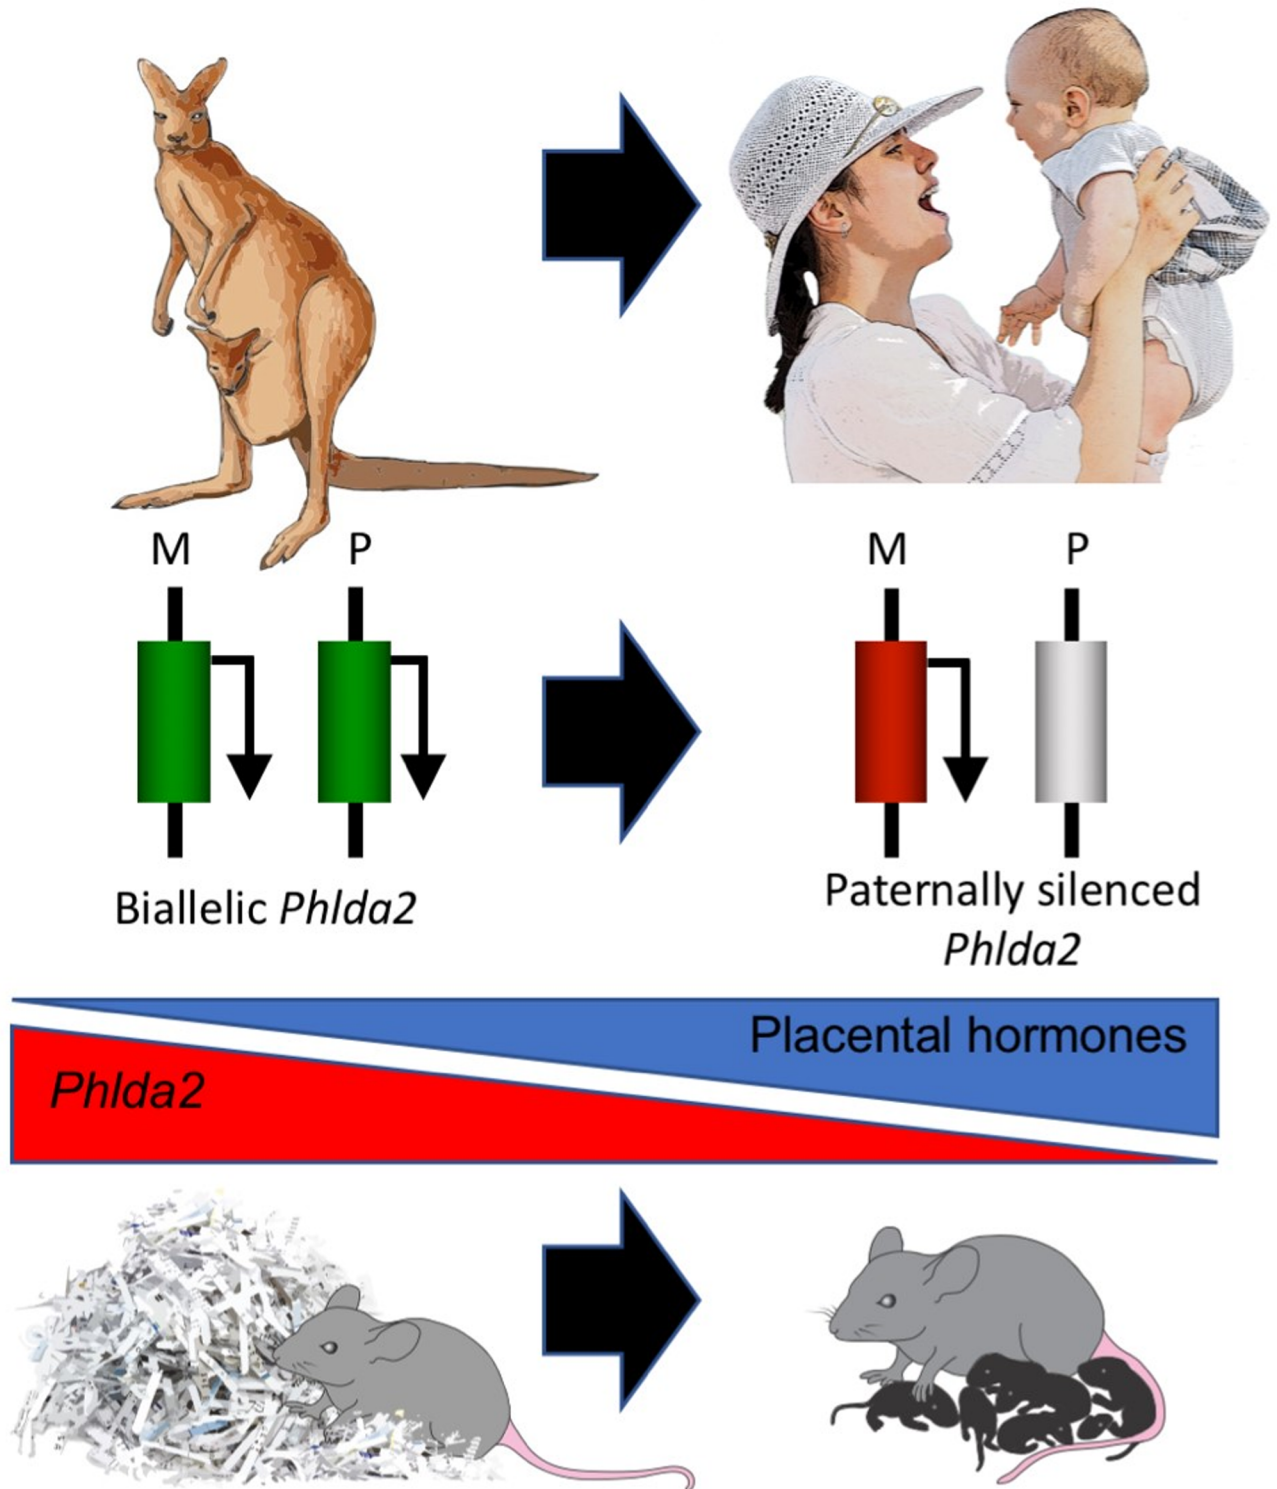 M P M P
Biallelic Phlda2
Paternally silenced
Phlda2
Placental hormones
Phlda2